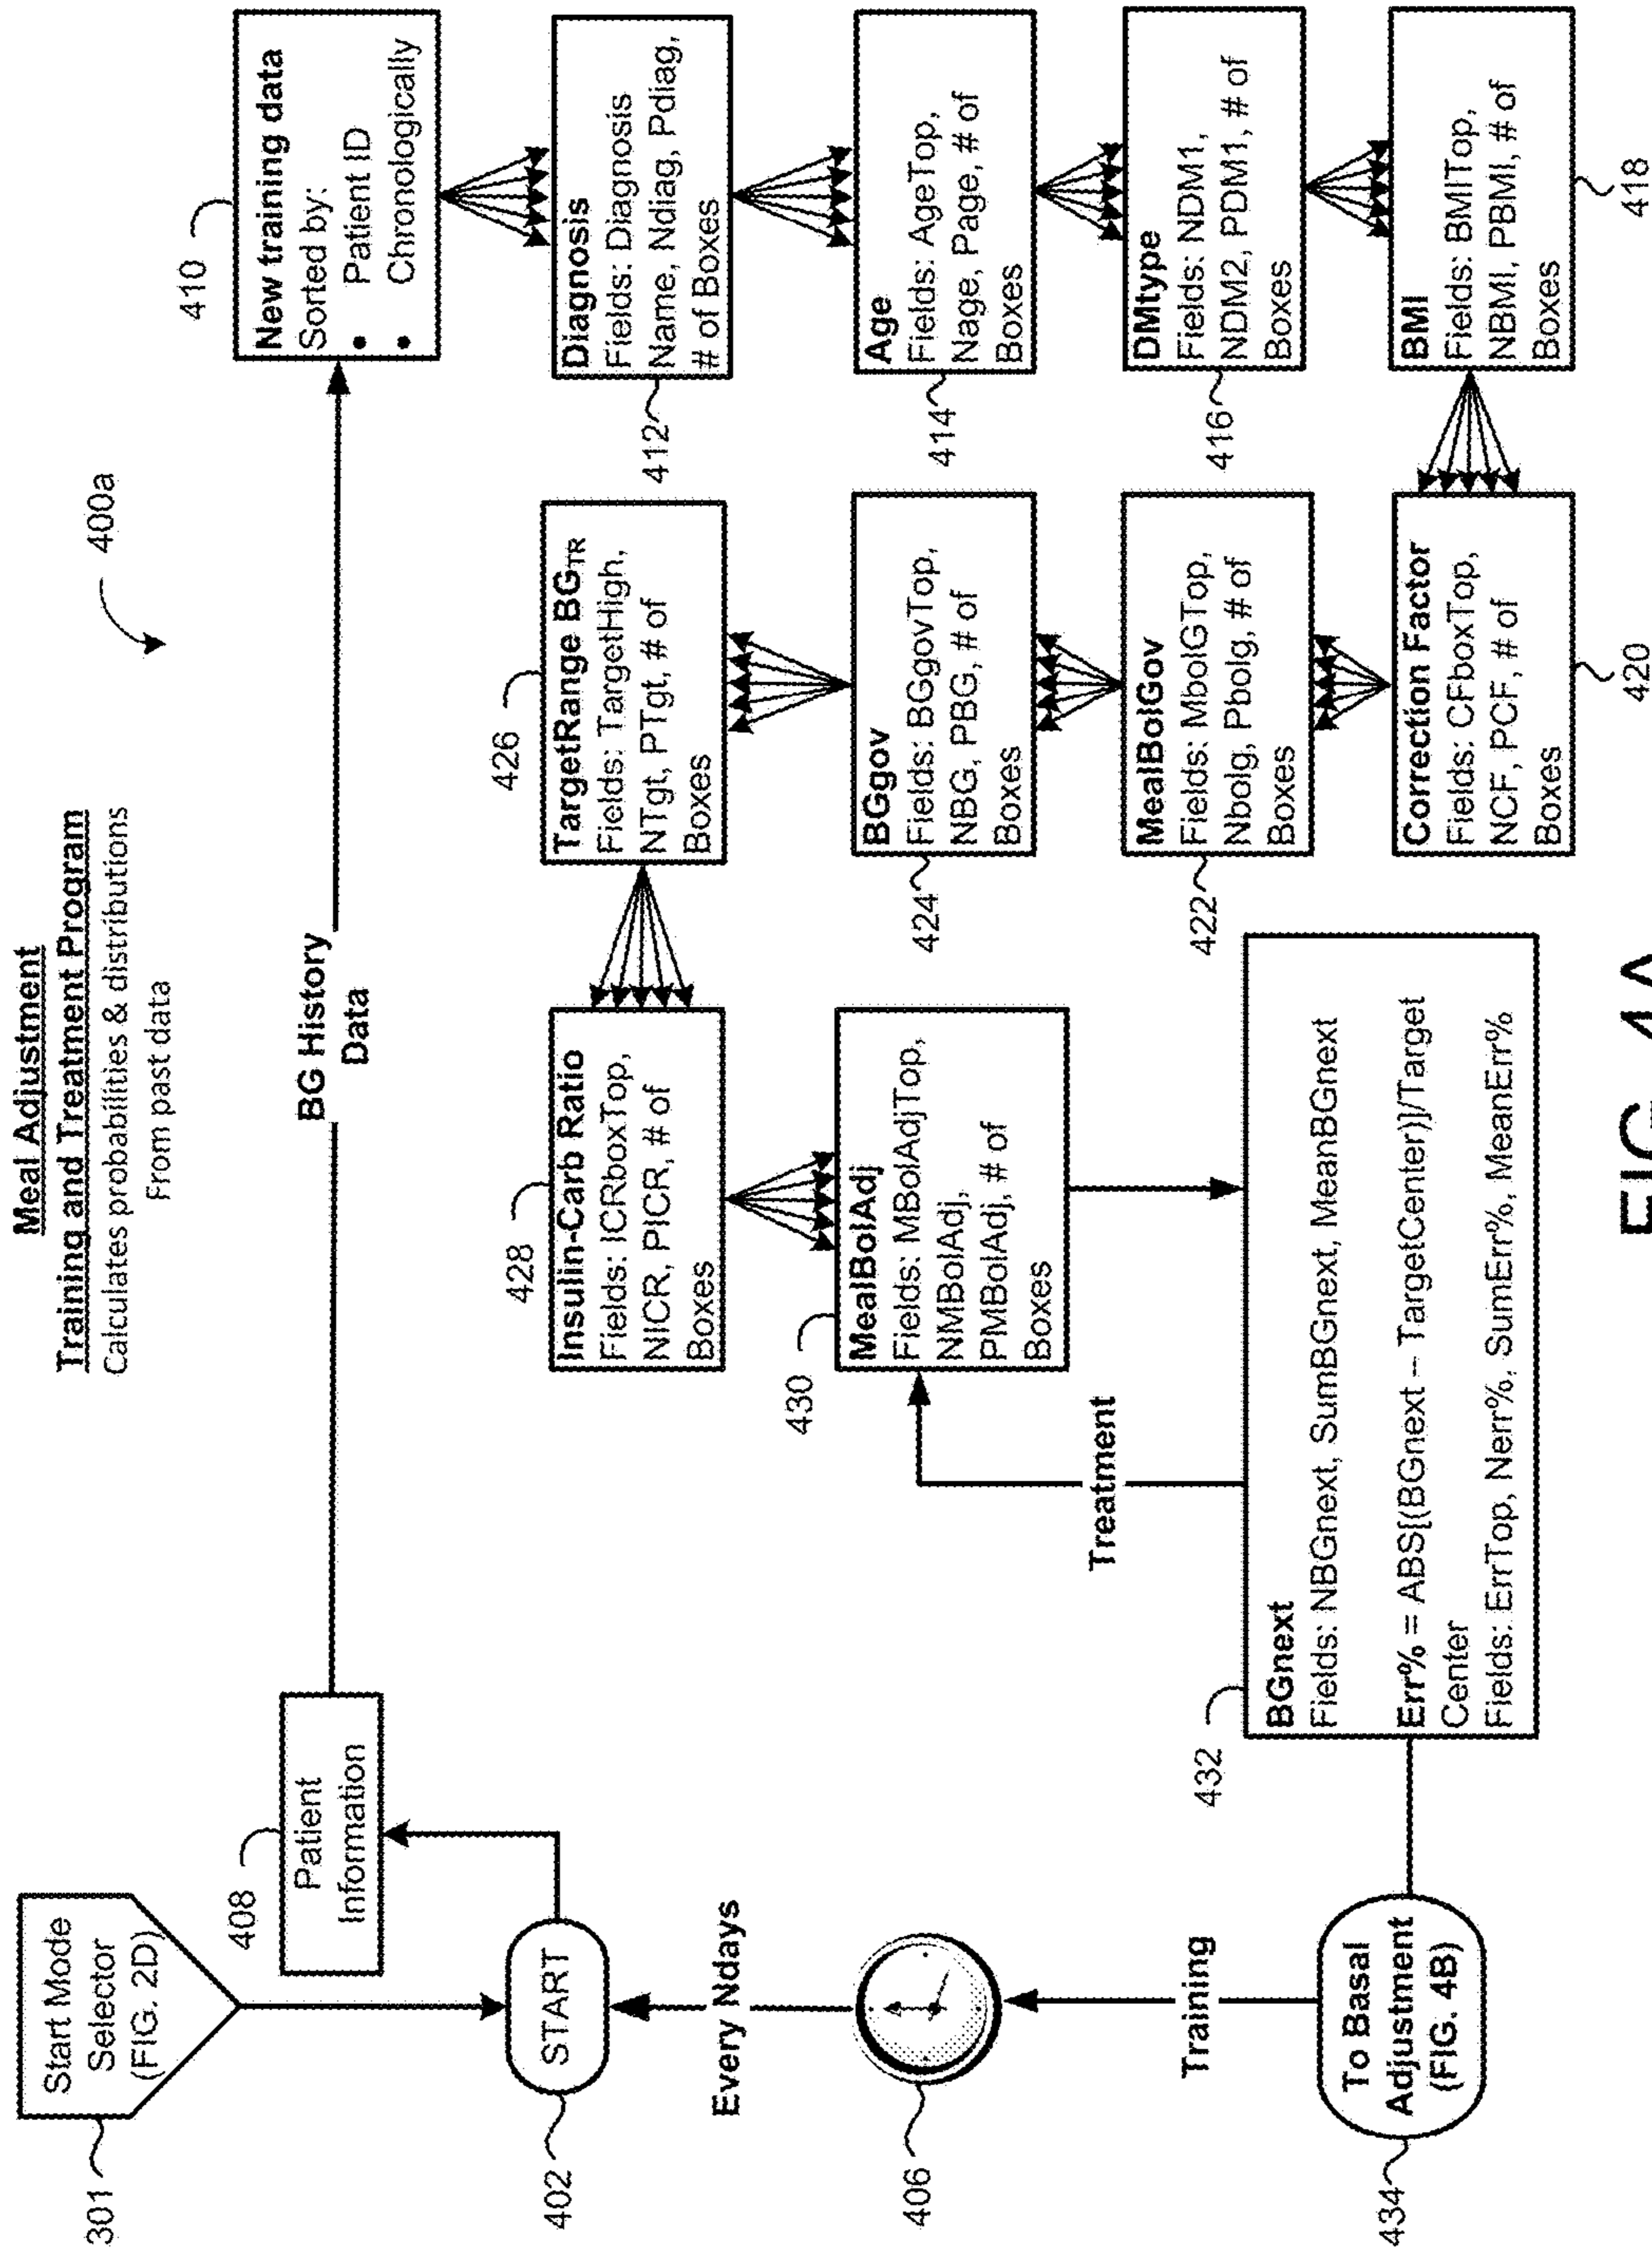 Meal Adjustment
Training and Treatment Program
Calculates probabilities & distributions
From past data
400a
301
Start Mode
Selector
(FIG. 2D)
408
Patient
Information
BG History
Data
410
New training data
Sorted by:
• Patient ID
• Chronologically
402
START
Every Ndays
406
Training
434
To Basal
Adjustment
(FIG. 4B)
412
Diagnosis
Fields: Diagnosis
Name, Ndiag, Pdiag,
# of Boxes
414
Age
Fields: AgeTop,
Nage, Page, # of
Boxes
416
DMtype
Fields: NDM1,
NDM2, PDM1, # of
Boxes
BMI
Fields: BMITop,
NBMI, PBMI, # of
Boxes
418
Correction Factor
Fields: CFboxTop,
NCF, PCF, # of
Boxes
420
422
MealBolGov
Fields: MbolGTop,
Nbolg, Pbolg, # of
Boxes
424
BGgov
Fields: BGgovTop,
NBG, PBG, # of
Boxes
426
TargetRange BGTR
Fields: TargetHigh,
NTgt, PTgt, # of
Boxes
428
Insulin-Carb Ratio
Fields: ICRboxTop,
NICR, PICR, # of
Boxes
430
MealBolAdj
Fields: MBolAdjTop,
NMBolAdj,
PMBolAdj, # of
Boxes
Treatment
432
BGnext
Fields: NBGnext, SumBGnext, MeanBGnext
Err% = ABS[(BGnext – TargetCenter)]/Target
Center
Fields: ErrTop, Nerr%, SumErr%, MeanErr%
FIG. 4A